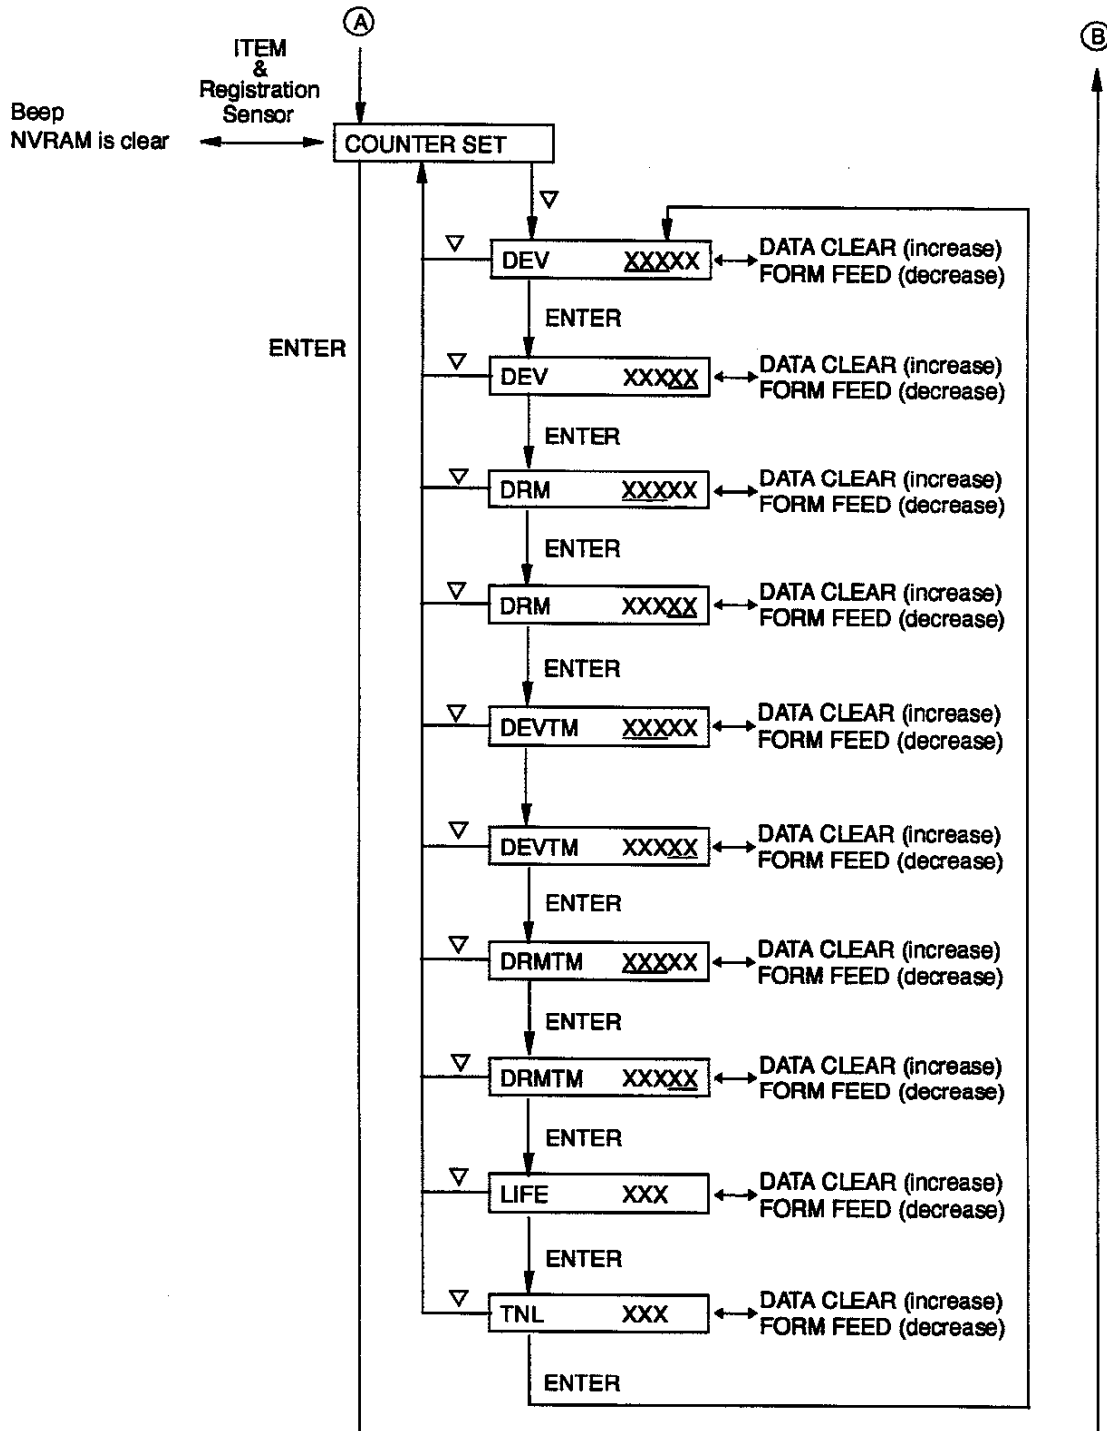 A
B
ITEM
&
Registration
Sensor
Beep
NVRAM is clear
COUNTER SET
▽
▽
DEV XXXXX
DATA CLEAR (increase)
FORM FEED (decrease)
ENTER
ENTER
▽
DEV XXXXX
DATA CLEAR (increase)
FORM FEED (decrease)
ENTER
▽
DRM XXXXX
DATA CLEAR (increase)
FORM FEED (decrease)
ENTER
▽
DRM XXXXX
DATA CLEAR (increase)
FORM FEED (decrease)
ENTER
▽
DEVTM XXXXX
DATA CLEAR (increase)
FORM FEED (decrease)
▽
DEVTM XXXXX
DATA CLEAR (increase)
FORM FEED (decrease)
ENTER
▽
DRMTM XXXXX
DATA CLEAR (increase)
FORM FEED (decrease)
ENTER
▽
DRMTM XXXXX
DATA CLEAR (increase)
FORM FEED (decrease)
ENTER
▽
LIFE XXX
DATA CLEAR (increase)
FORM FEED (decrease)
ENTER
▽
TNL XXX
DATA CLEAR (increase)
FORM FEED (decrease)
ENTER